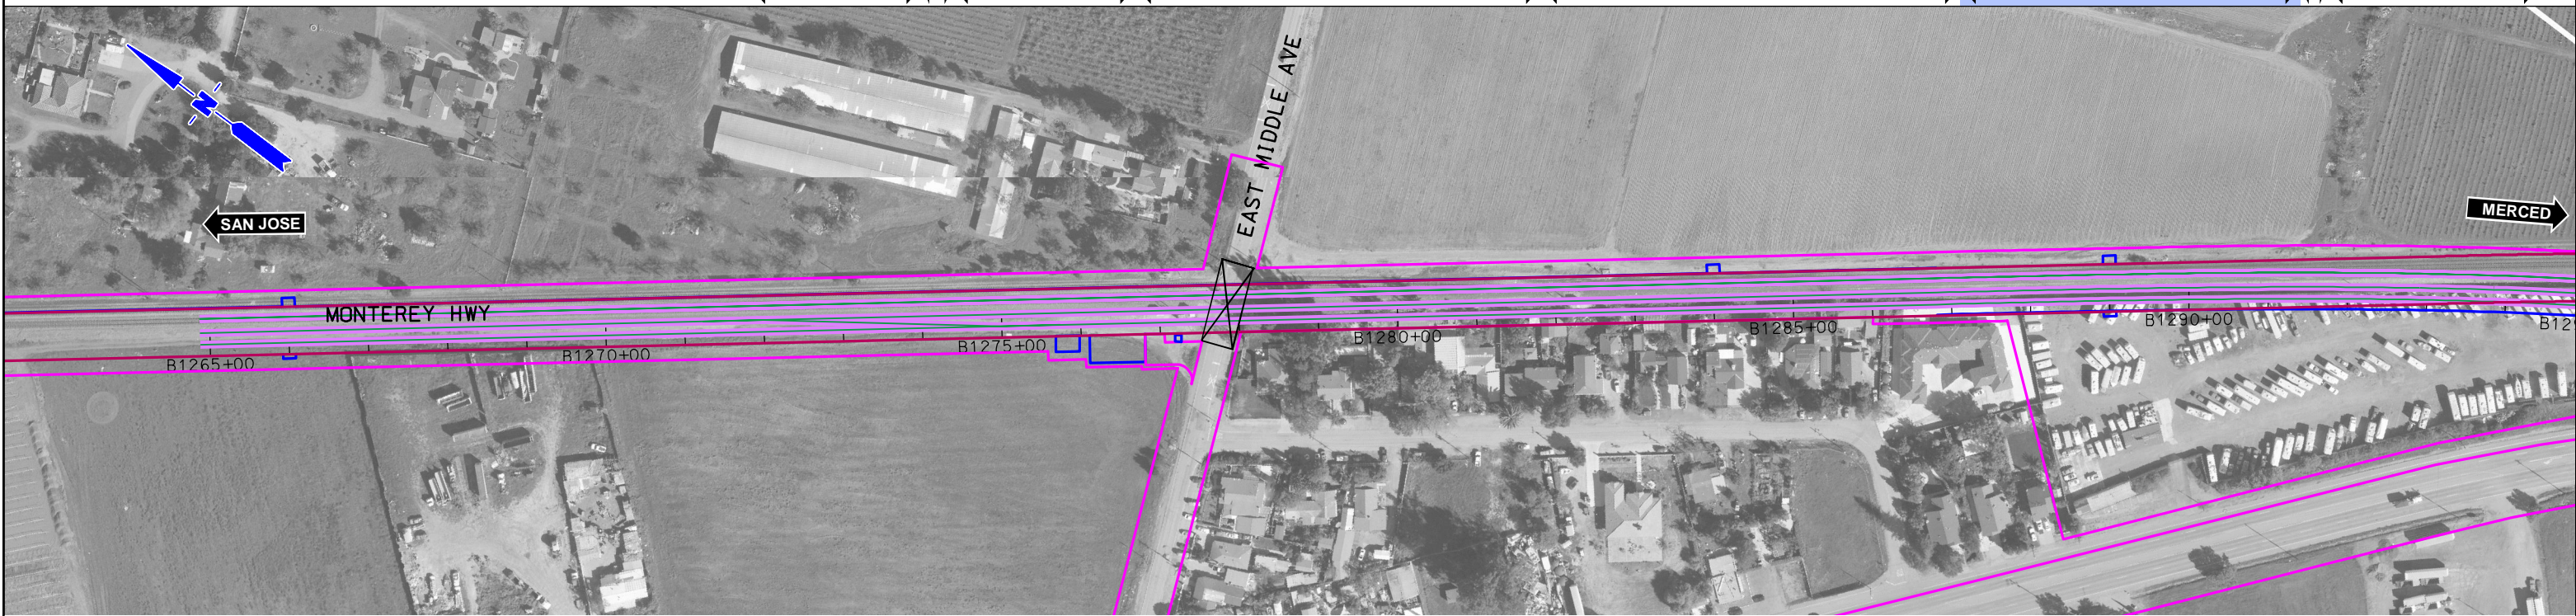 N
EAST MIDDLE AVE
SAN JOSE
MERCED
MONTEREY HWY
B1265+00
B1270+00
B1275+00
B1280+00
B1285+00
B1290+00
B129